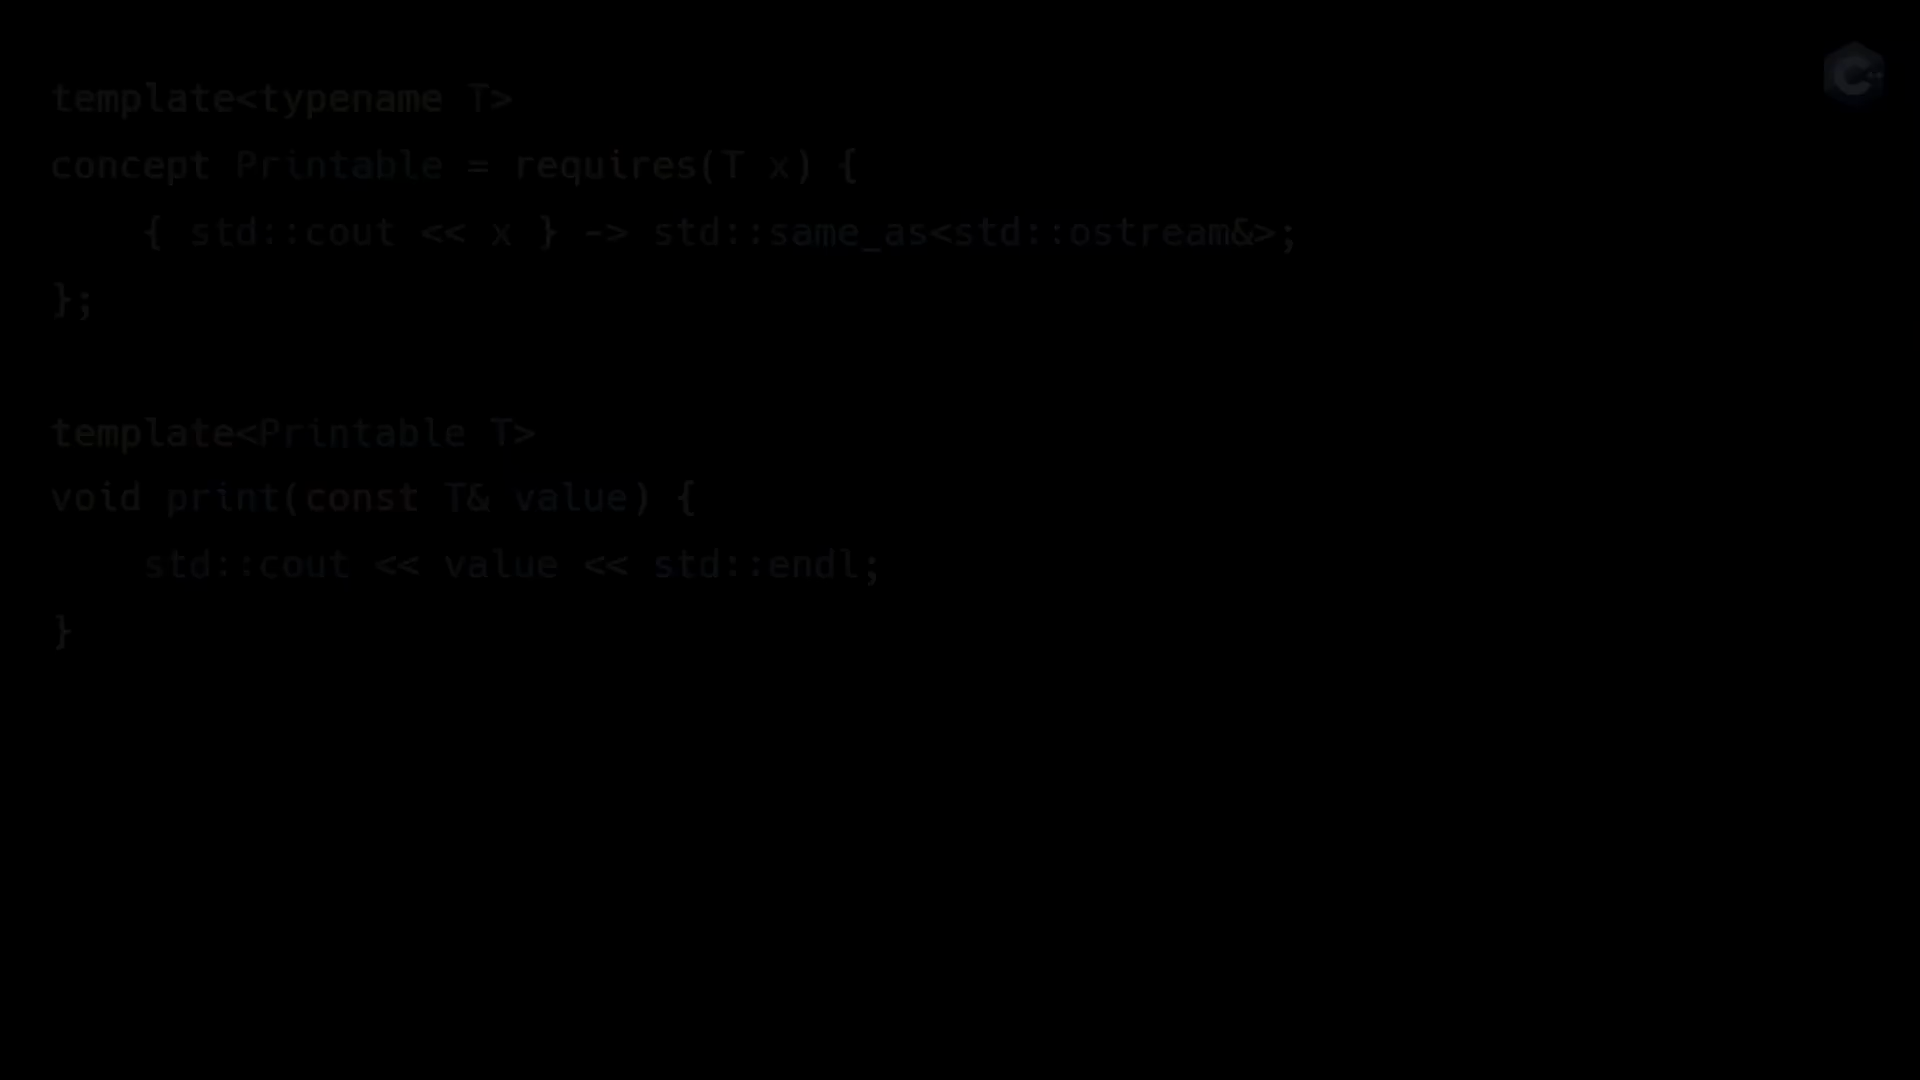 template<typename T>
concept Printable = requires(T x) {
    { std::cout << x } -> std::same_as<std::ostream&>;
};

template<Printable T>
void print(const T& value) {
    std::cout << value << std::endl;
}
C++